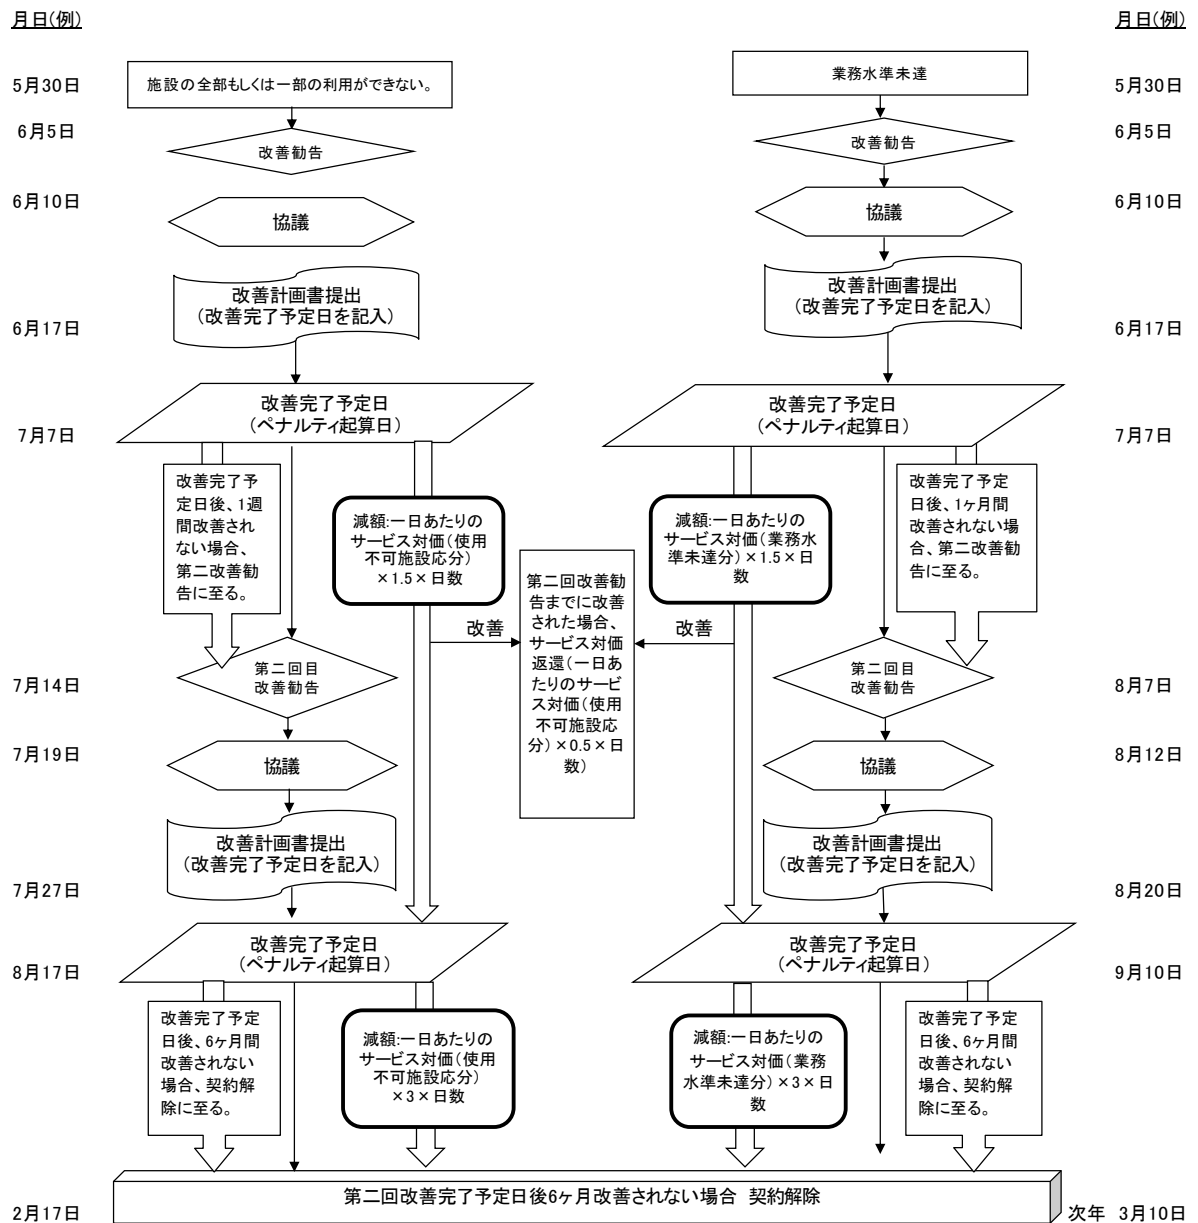 月日(例)
月日(例)
5月30日
施設の全部もしくは一部の利用ができない。
業務水準未達
5月30日
6月5日
改善勧告
改善勧告
6月5日
6月10日
協議
協議
6月10日
改善計画書提出
(改善完了予定日を記入)
改善計画書提出
(改善完了予定日を記入)
6月17日
6月17日
改善完了予定日
(ペナルティ起算日)
改善完了予定日
(ペナルティ起算日)
7月7日
7月7日
改善完了予
定日後、1週
間改善され
ない場合、
第二改善勧
告に至る。
減額:一日あたりの
サービス対価(使用
不可施設応分)
×1.5×日数
減額:一日あたりの
サービス対価(業務水
準未達分)×1.5×日
数
改善完了予定
日後、1ヶ月間
改善されない場
合、第二改善勧
告に至る。
第二回改善勧
告までに改善
された場合、
サービス対価
返還(一日あ
たりのサービ
ス対価(使用
不可施設応
分)×0.5×日
数)
改善
改善
7月14日
第二回目
改善勧告
第二回目
改善勧告
8月7日
7月19日
協議
協議
8月12日
改善計画書提出
(改善完了予定日を記入)
改善計画書提出
(改善完了予定日を記入)
7月27日
8月20日
改善完了予定日
(ペナルティ起算日)
改善完了予定日
(ペナルティ起算日)
8月17日
9月10日
改善完了予定
日後、6ヶ月間
改善されない
場合、契約解
除に至る。
減額:一日あたりの
サービス対価(使用
不可施設応分)
×3×日数
減額:一日あたりの
サービス対価(業務
水準未達分)×3×日
数
改善完了予定
日後、6ヶ月間
改善されない
場合、契約解
除に至る。
第二回改善完了予定日後6ヶ月改善されない場合 契約解除
2月17日
次年 3月10日